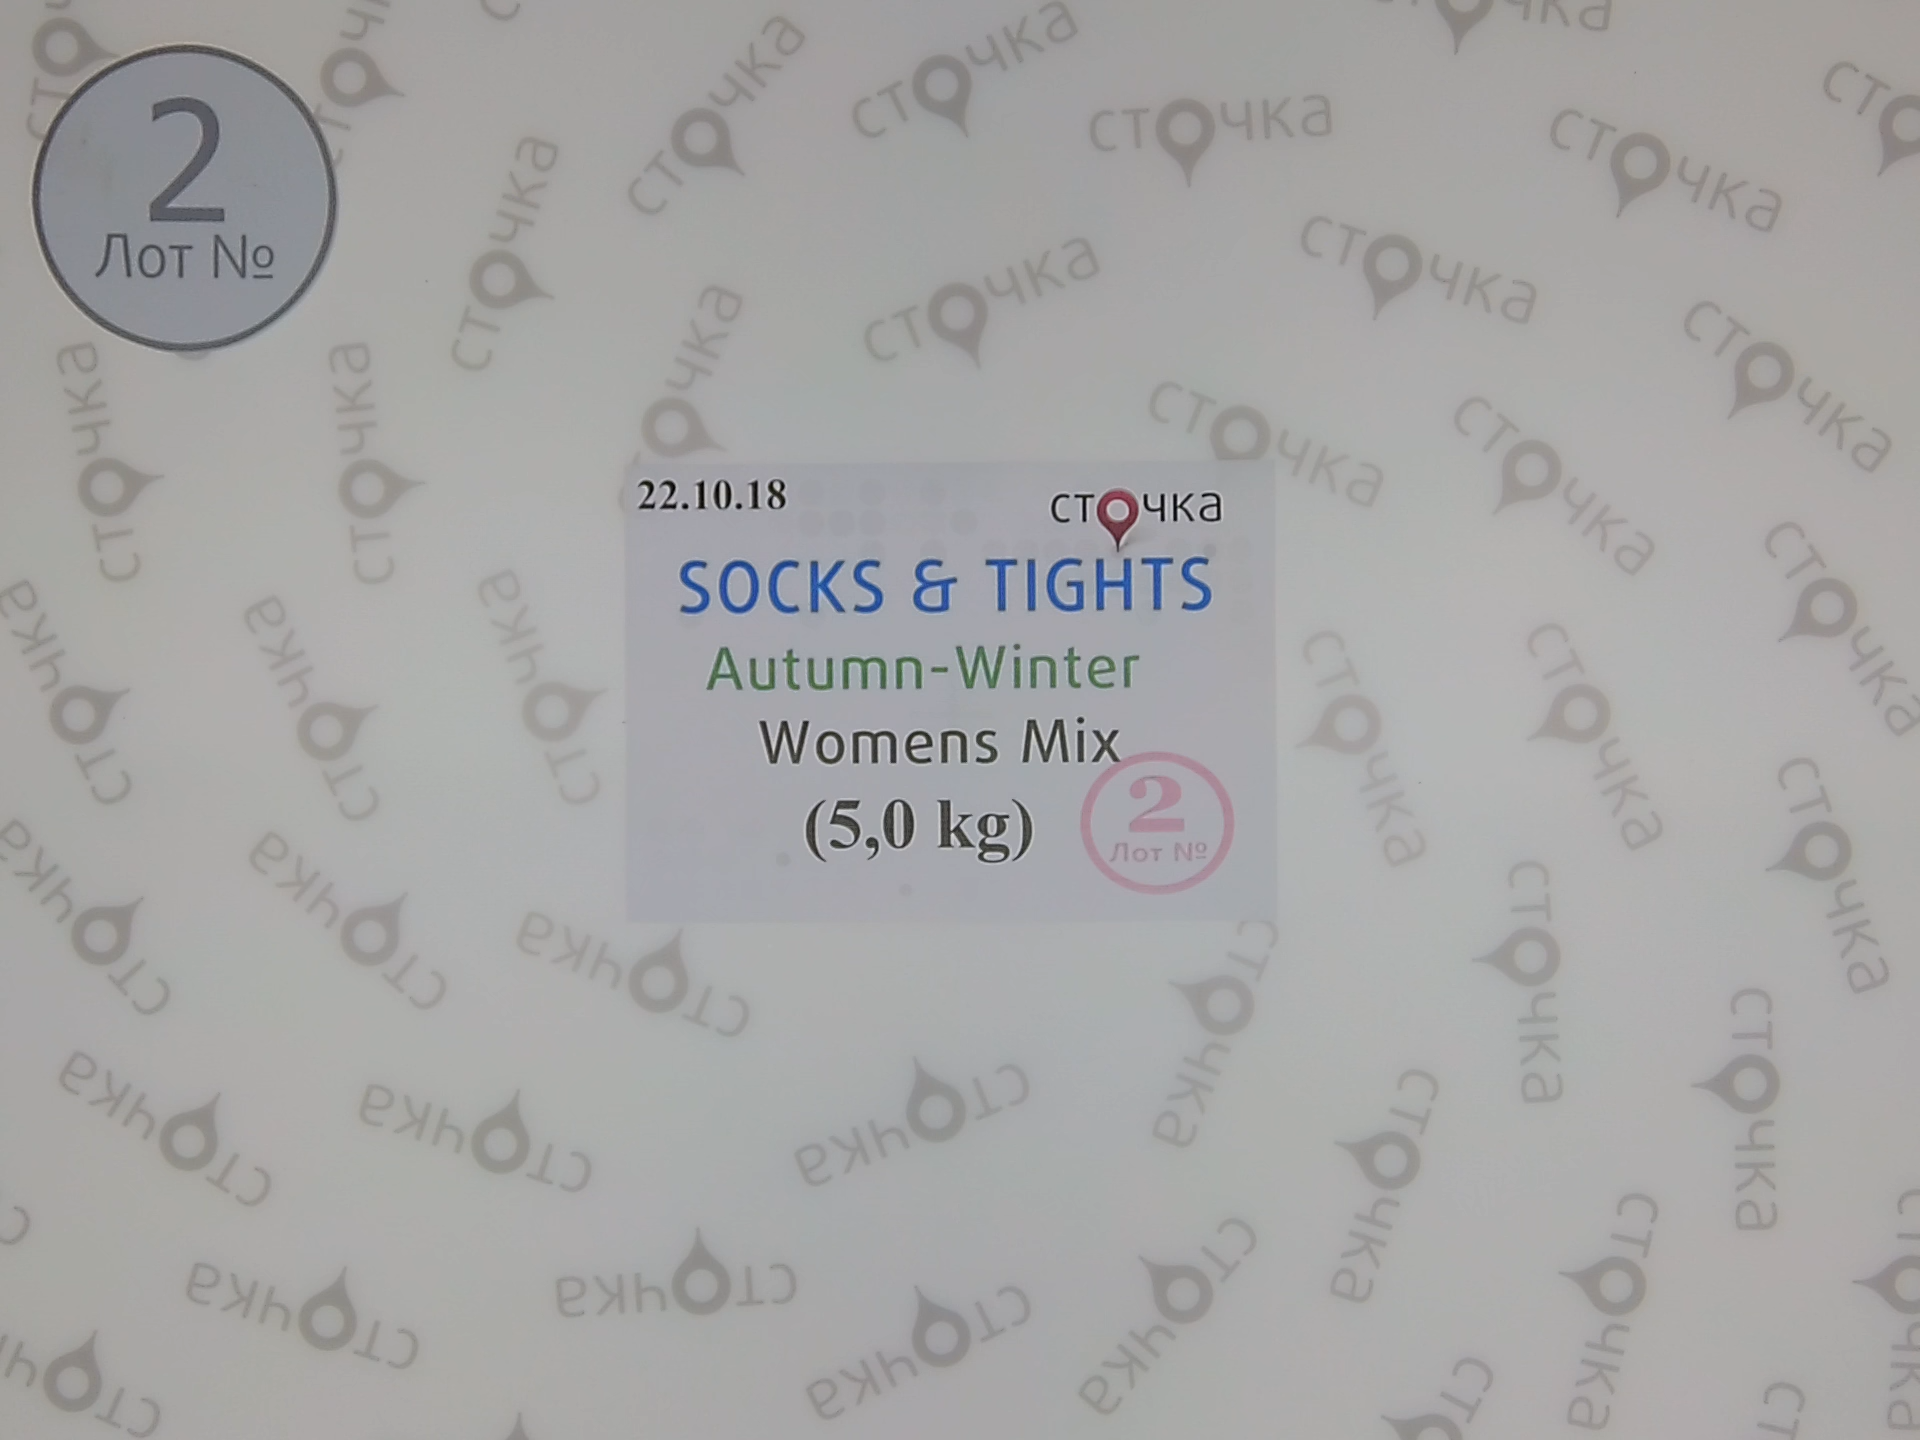 2
Лот №
22.10.18
сточка
SOCKS & TIGHTS
Autumn-Winter
Womens Mix
(5,0 kg)
2
Лот №